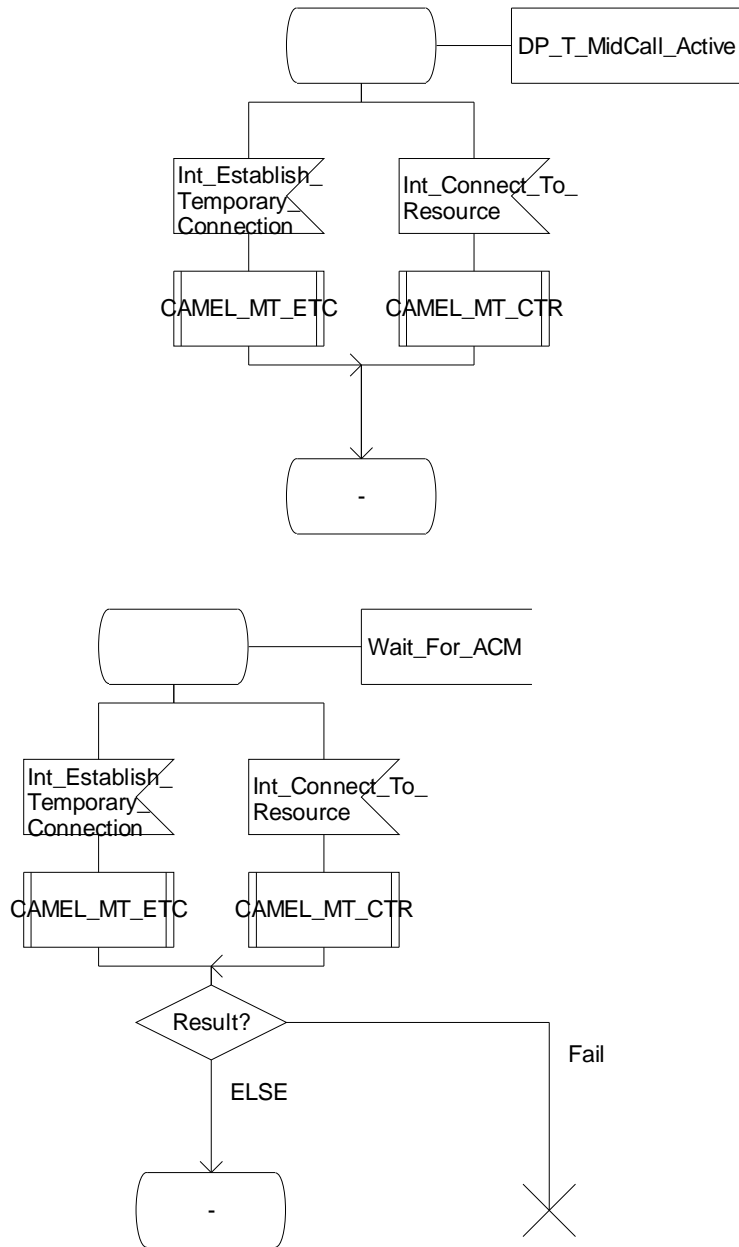 DP_T_MidCall_Active
Int_Establish_
Temporary_
Connection
Int_Connect_To_
Resource
CAMEL_MT_ETC
CAMEL_MT_CTR
-
Wait_For_ACM
Int_Establish_
Temporary_
Connection
Int_Connect_To_
Resource
CAMEL_MT_ETC
CAMEL_MT_CTR
Result?
Fail
ELSE
-